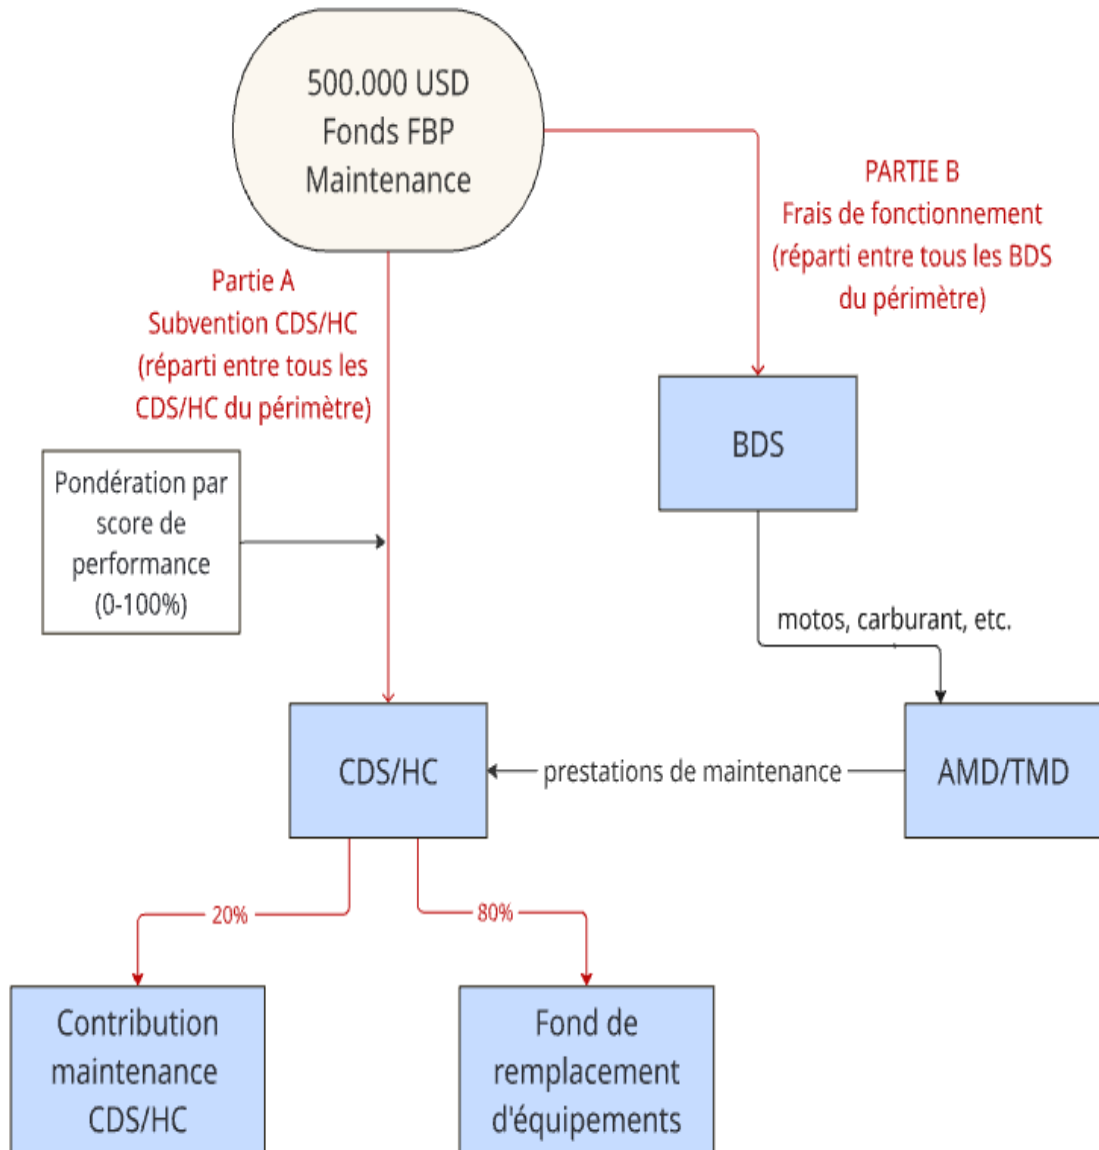 500.000 USD
Fonds FBP
Maintenance
PARTIE B
Frais de fonctionnement
(réparti entre tous les BDS
du périmètre)
Partie A
Subvention CDS/HC
(réparti entre tous les
CDS/HC du périmètre)
BDS
Pondération par
score de
performance
(0-100%)
motos, carburant, etc.
CDS/HC
prestations de maintenance
AMD/TMD
20%
80%
Contribution
maintenance
CDS/HC
Fond de
remplacement
d'équipements